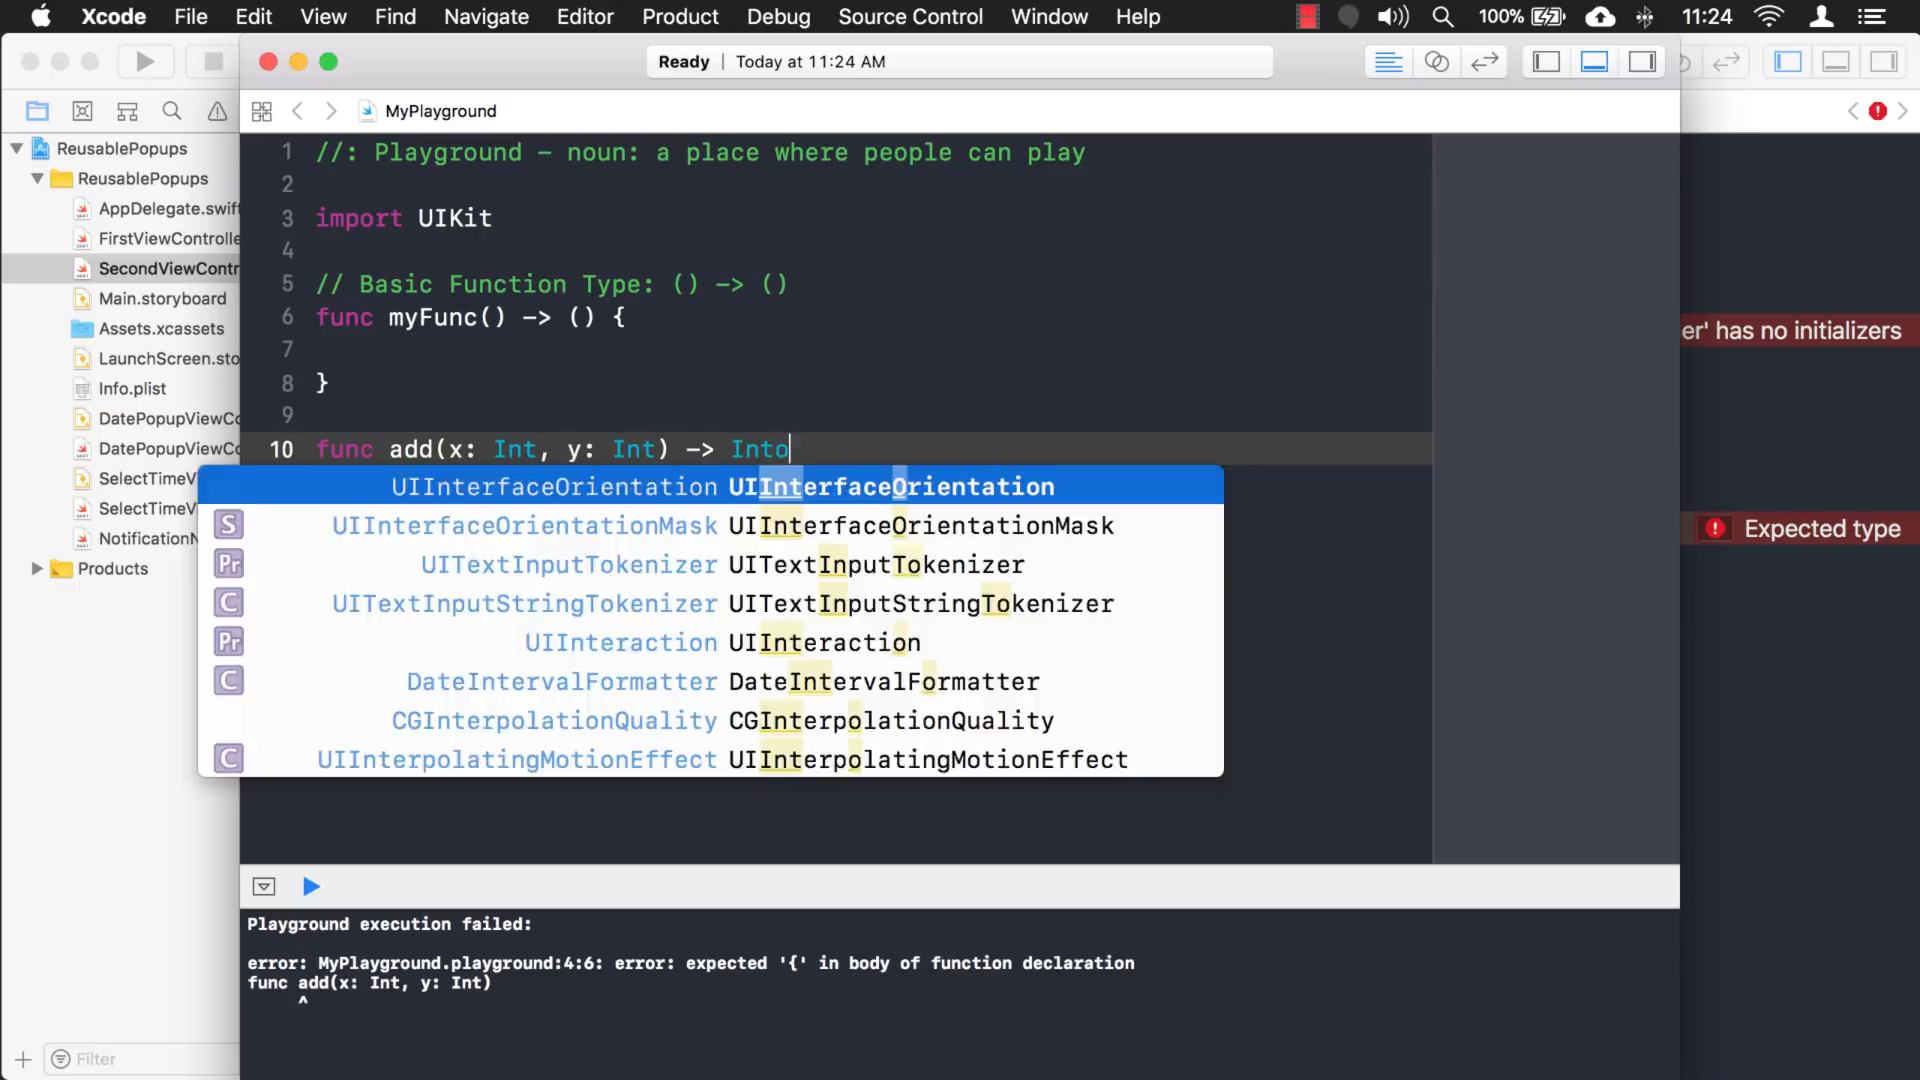 Xcode File Edit View Find Navigate Editor Product Debug Source Control Window Help 100% 11:24
Ready | Today at 11:24 AM
MyPlayground
ReusablePopups
ReusablePopups
AppDelegate.swift
FirstViewControlle
SecondViewContr
Main.storyboard
Assets.xcassets
LaunchScreen.sto
Info.plist
DatePopupViewCo
DatePopupViewCo
SelectTimeV
SelectTimeV
NotificationN
Products
Filter
1 //: Playground – noun: a place where people can play
2
3 import UIKit
4
5 // Basic Function Type: () -> ()
6 func myFunc() -> () {
7
8 }
9
10 func add(x: Int, y: Int) -> Into
UIInterfaceOrientation UIInterfaceOrientation
S UIInterfaceOrientationMask UIInterfaceOrientationMask
Pr UITextInputTokenizer UITextInputTokenizer
C UITextInputStringTokenizer UITextInputStringTokenizer
Pr UIInteraction UIInteraction
C DateIntervalFormatter DateIntervalFormatter
CGInterpolationQuality CGInterpolationQuality
C UIInterpolatingMotionEffect UIInterpolatingMotionEffect
er' has no initializers
Expected type
Playground execution failed:
error: MyPlayground.playground:4:6: error: expected '{' in body of function declaration
func add(x: Int, y: Int)
^